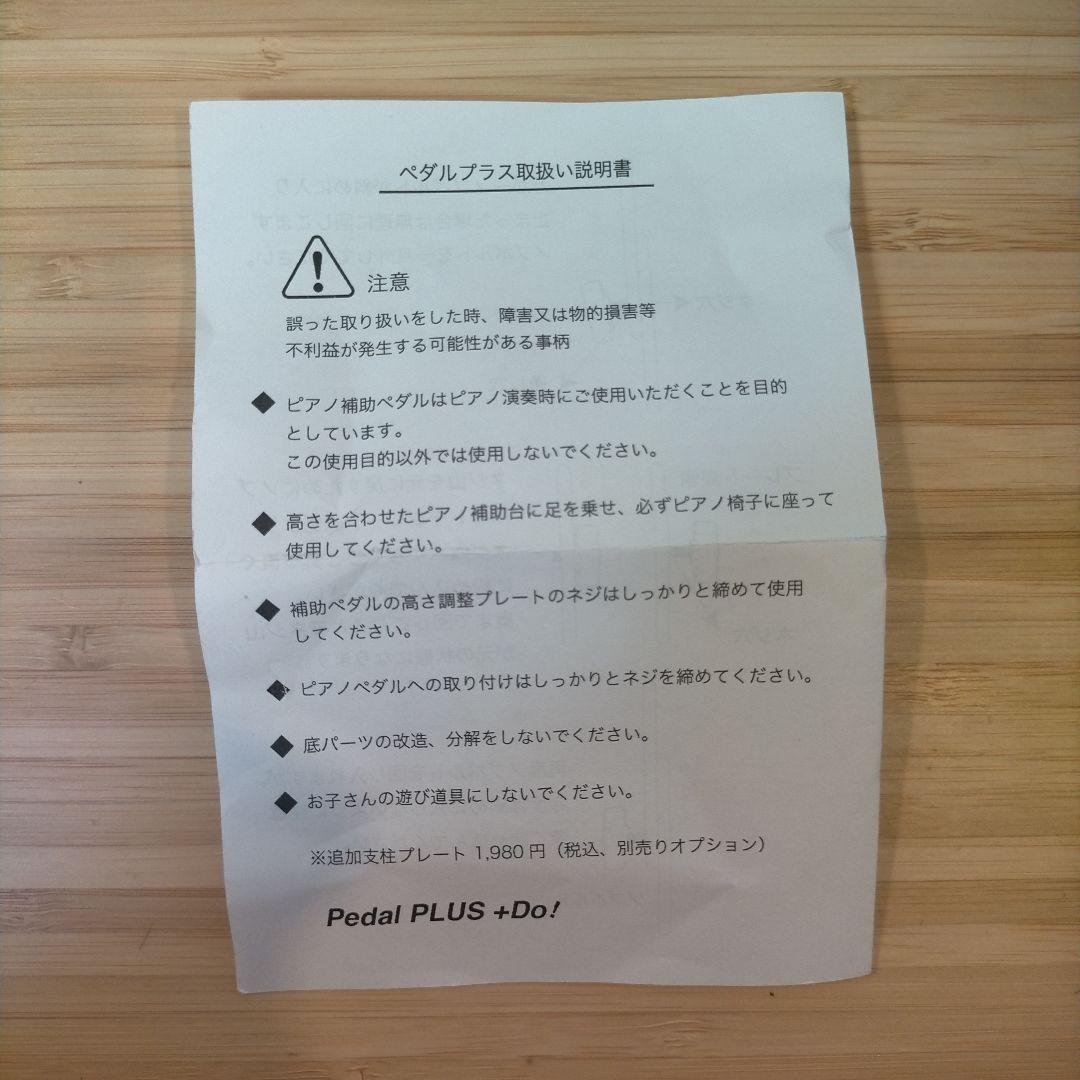 ペダルプラス取扱い説明書
注意
誤った取り扱いをした時、障害又は物的損害等
不利益が発生する可能性がある事柄
◆ ピアノ補助ペダルはピアノ演奏時にご使用いただくことを目的
としています。
この使用目的以外では使用しないでください。
◆ 高さを合わせたピアノ補助台に足を乗せ、必ずピアノ椅子に座って
使用してください。
◆ 補助ペダルの高さ調整プレートのネジはしっかりと締めて使用
してください。
◆ ピアノペダルへの取り付けはしっかりとネジを締めてください。
◆ 底パーツの改造、分解をしないでください。
◆ お子さんの遊び道具にしないでください。
※追加支柱プレート 1,980 円（税込、別売りオプション）
Pedal PLUS +Do!